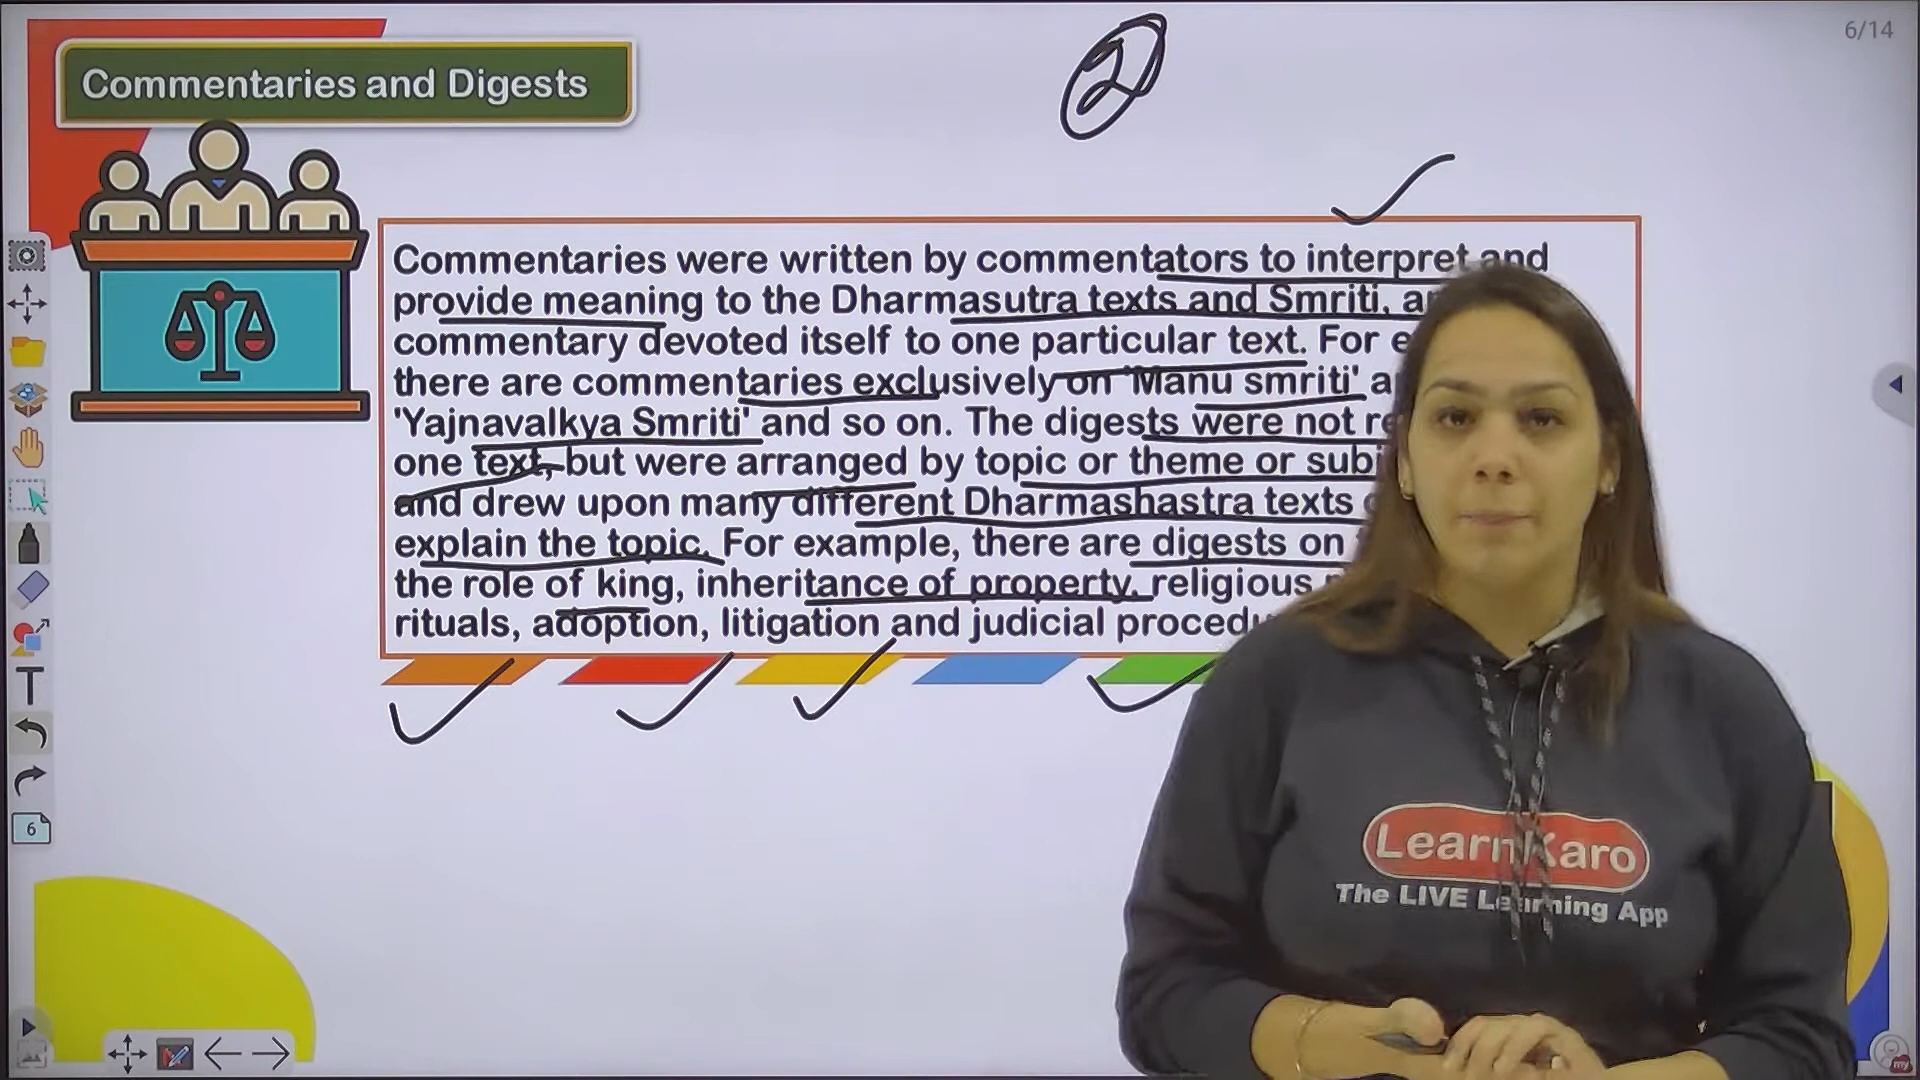 6/14
Commentaries and Digests
2
Commentaries were written by commentators to interpret and
provide meaning to the Dharmasutra texts and Smriti,
commentary devoted itself to one particular text. For
there are commentaries exclusively on 'Manu smriti'
'Yajnavalkya Smriti' and so on. The digests were not
one text, but were arranged by topic or theme or
and drew upon many different Dharmashastra texts
explain the topic. For example, there are digests on
the role of king, inheritance of property, religious
rituals, adoption, litigation and judicial
T
6
LearnKaro
The LIVE Learning App
my